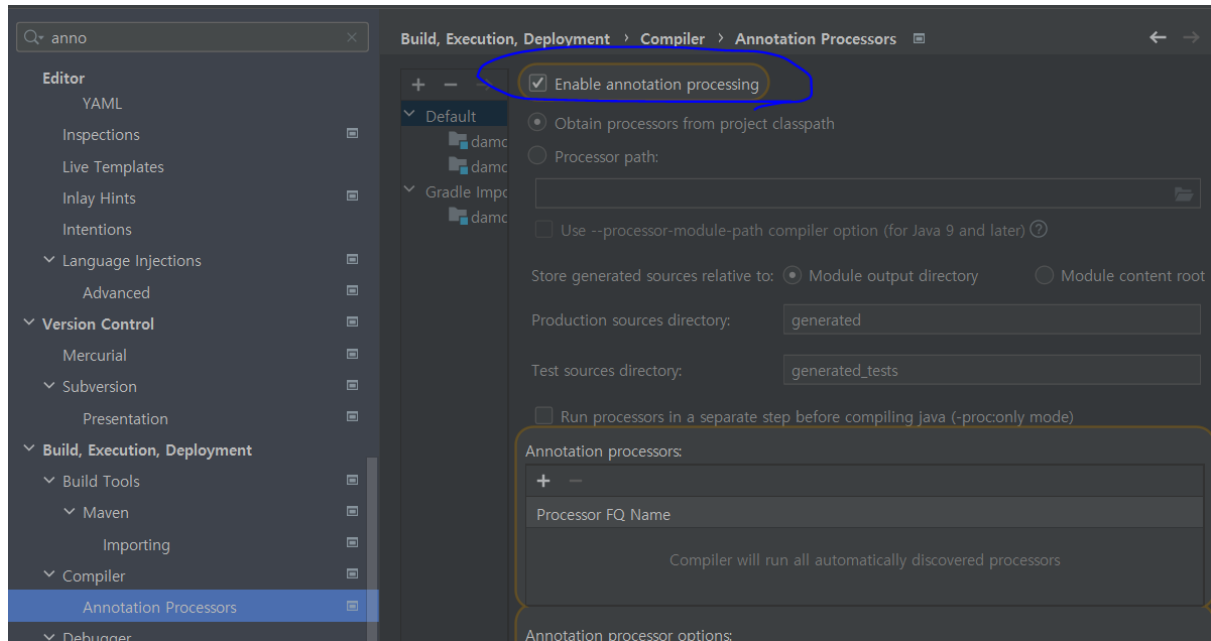 anno
Editor
YAML
Inspections
Live Templates
Inlay Hints
Intentions
Language Injections
Advanced
Version Control
Mercurial
Subversion
Presentation
Build, Execution, Deployment
Build Tools
Maven
Importing
Compiler
Annotation Processors
Debugger
Build, Execution, Deployment › Compiler › Annotation Processors
Default
damo
damo
Gradle Impo
damo
Enable annotation processing
Obtain processors from project classpath
Processor path:
Use --processor-module-path compiler option (for Java 9 and later)
Store generated sources relative to: Module output directory Module content root
Production sources directory: generated
Test sources directory: generated_tests
Run processors in a separate step before compiling java (-proc:only mode)
Annotation processors:
Processor FQ Name
Compiler will run all automatically discovered processors
Annotation processor options: